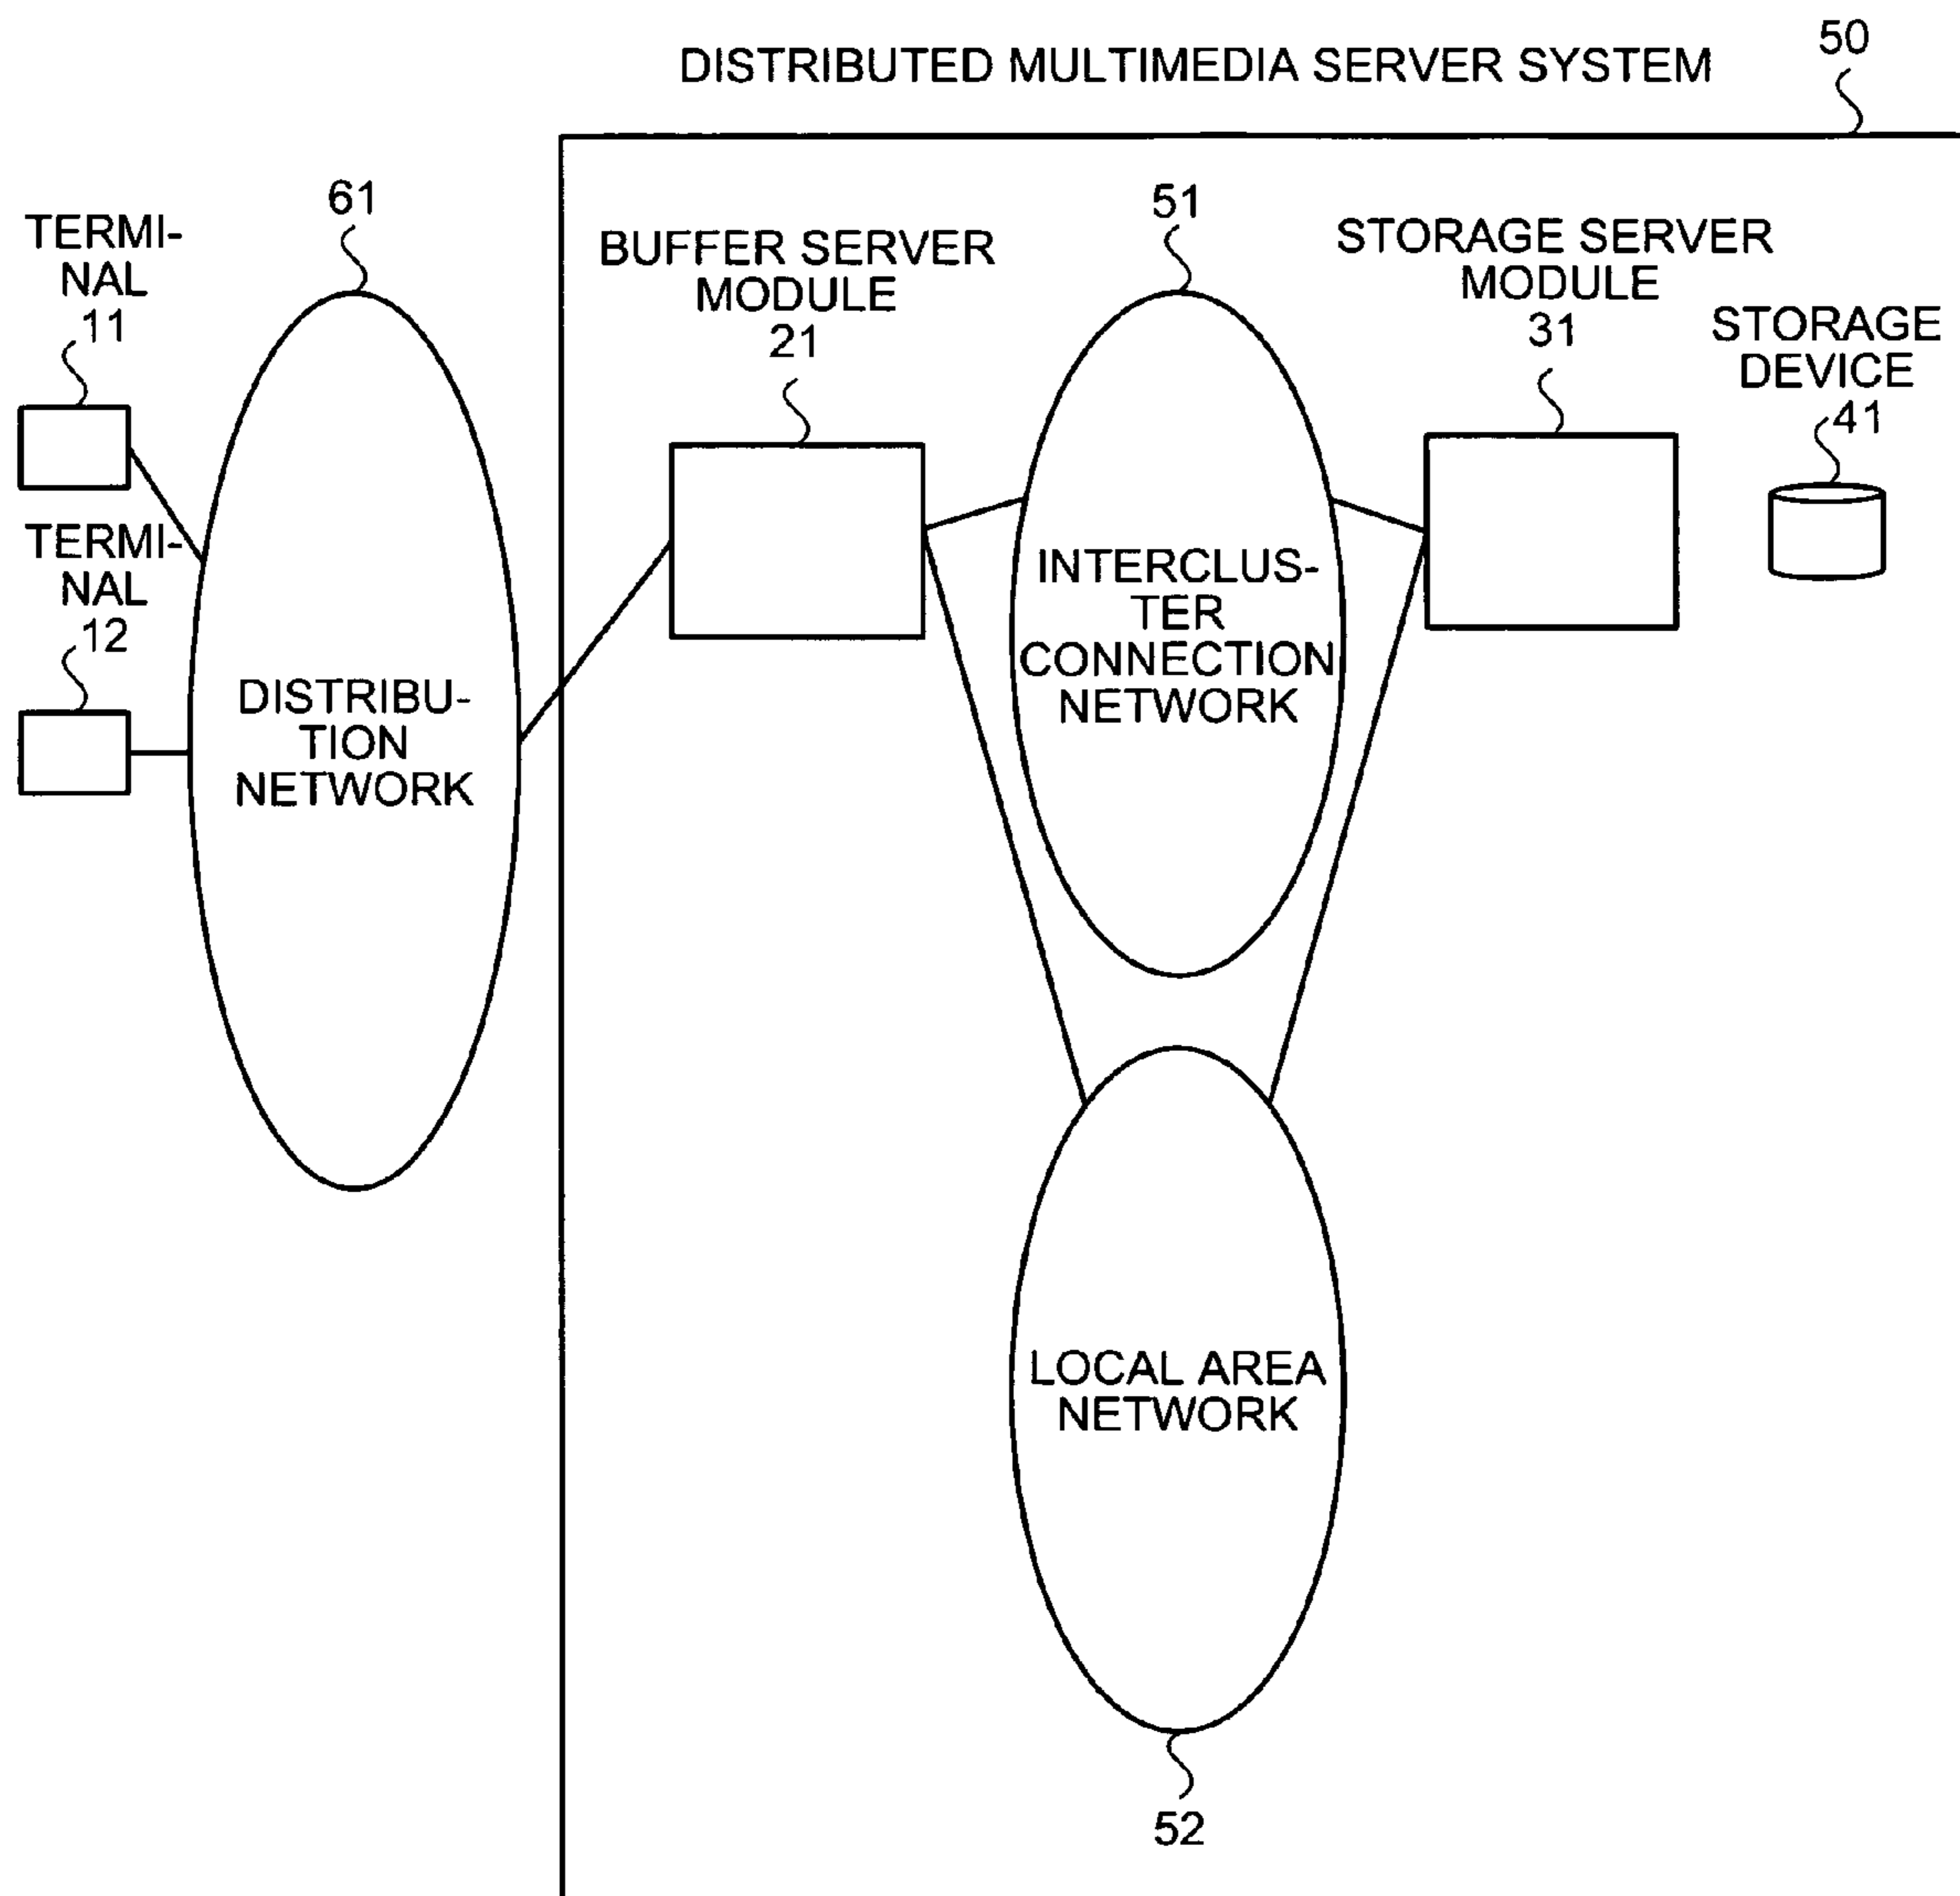 DISTRIBUTED MULTIMEDIA SERVER SYSTEM
50
TERMI-
NAL
11
61
BUFFER SERVER
MODULE
21
51
STORAGE SERVER
MODULE
31
STORAGE
DEVICE
41
TERMI-
NAL
12
DISTRIBU-
TION
NETWORK
INTERCLUS-
TER
CONNECTION
NETWORK
LOCAL AREA
NETWORK
52